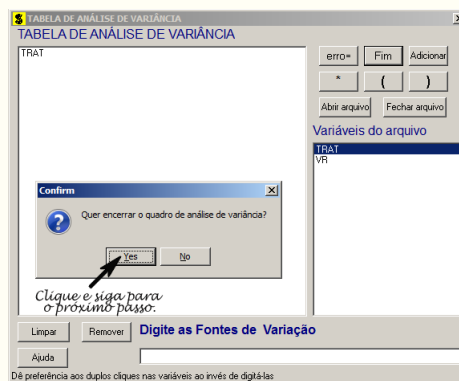 TABELA DE ANÁLISE DE VARIÂNCIA
TABELA DE ANÁLISE DE VARIÂNCIA
TRAT
erro= Fim Adicionar
* ( )
Abrir arquivo Fechar arquivo
Variáveis do arquivo
TRAT
VR
Confirm
Quer encerrar o quadro de análise de variância?
Yes No
Clique e siga para
o próximo passo.
Limpar Remover Digite as Fontes de Variação
Ajuda
Dê preferência aos duplos cliques nas variáveis ao invés de digitá-las